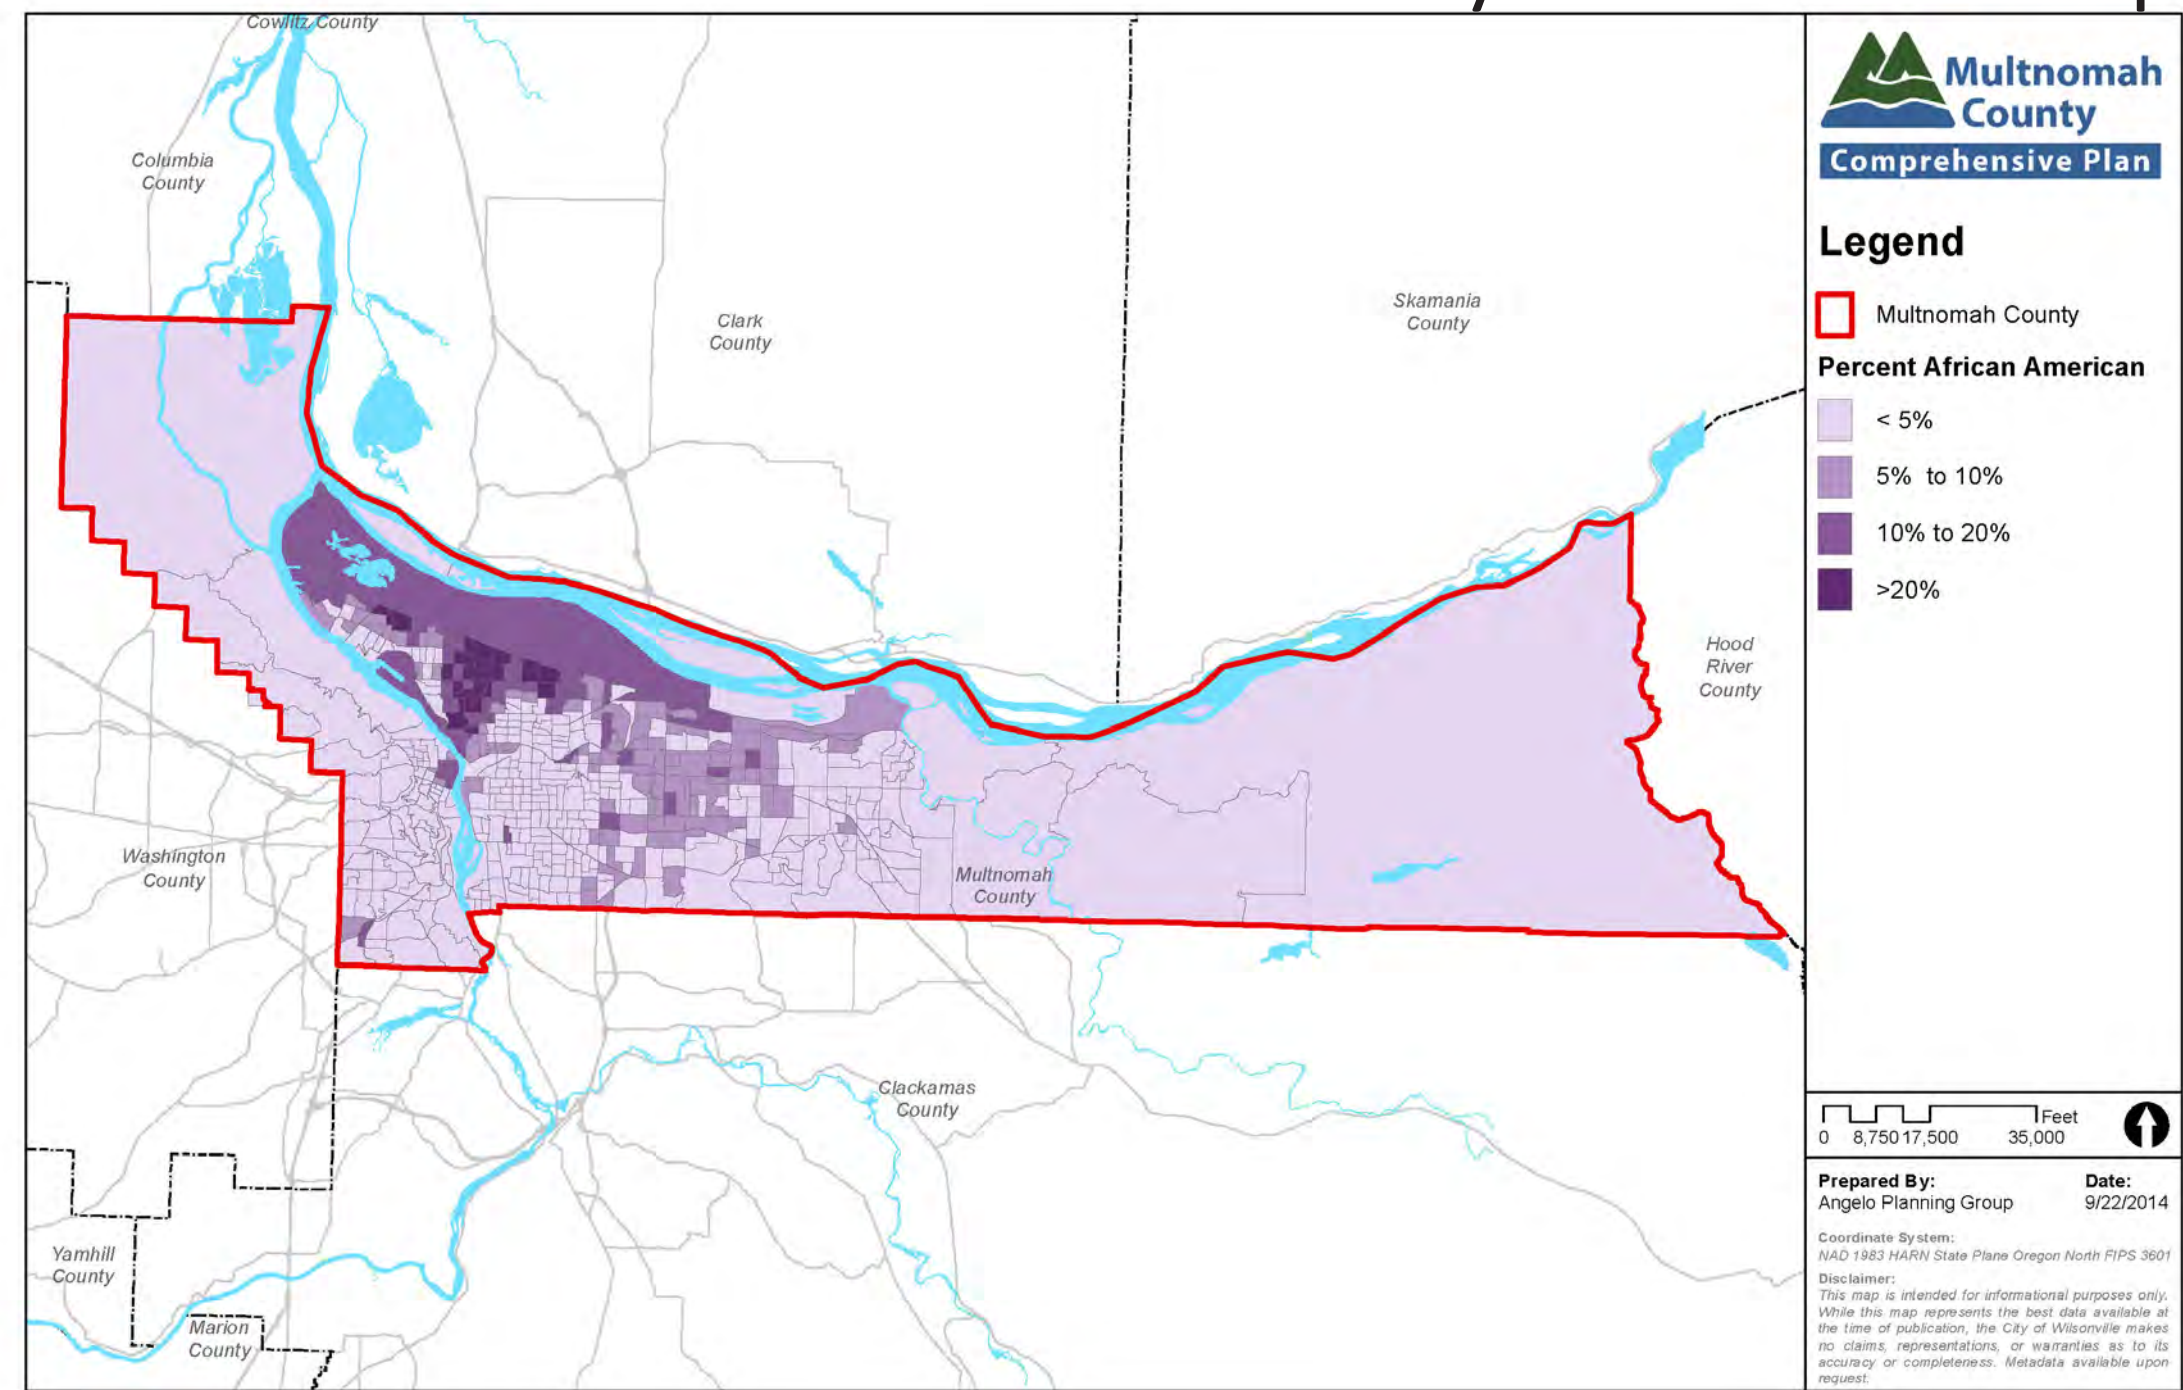 Cowlitz County
Columbia
County
Clark
County
Skamania
County
Hood
River
County
Washington
County
Multnomah
County
Clackamas
County
Yamhill
County
Marion
County
Multnomah
County
Comprehensive Plan
Legend
Multnomah County
Percent African American
< 5%
5% to 10%
10% to 20%
>20%
Feet
0 8,750 17,500 35,000
Prepared By: Date:
Angelo Planning Group 9/22/2014
Coordinate System:
NAD 1983 HARN State Plane Oregon North FIPS 3601
Disclaimer:
This map is intended for informational purposes only.
While this map represents the best data available at
the time of publication, the City of Wilsonville makes
no claims, representations, or warranties as to its
accuracy or completeness. Metadata available upon
request.